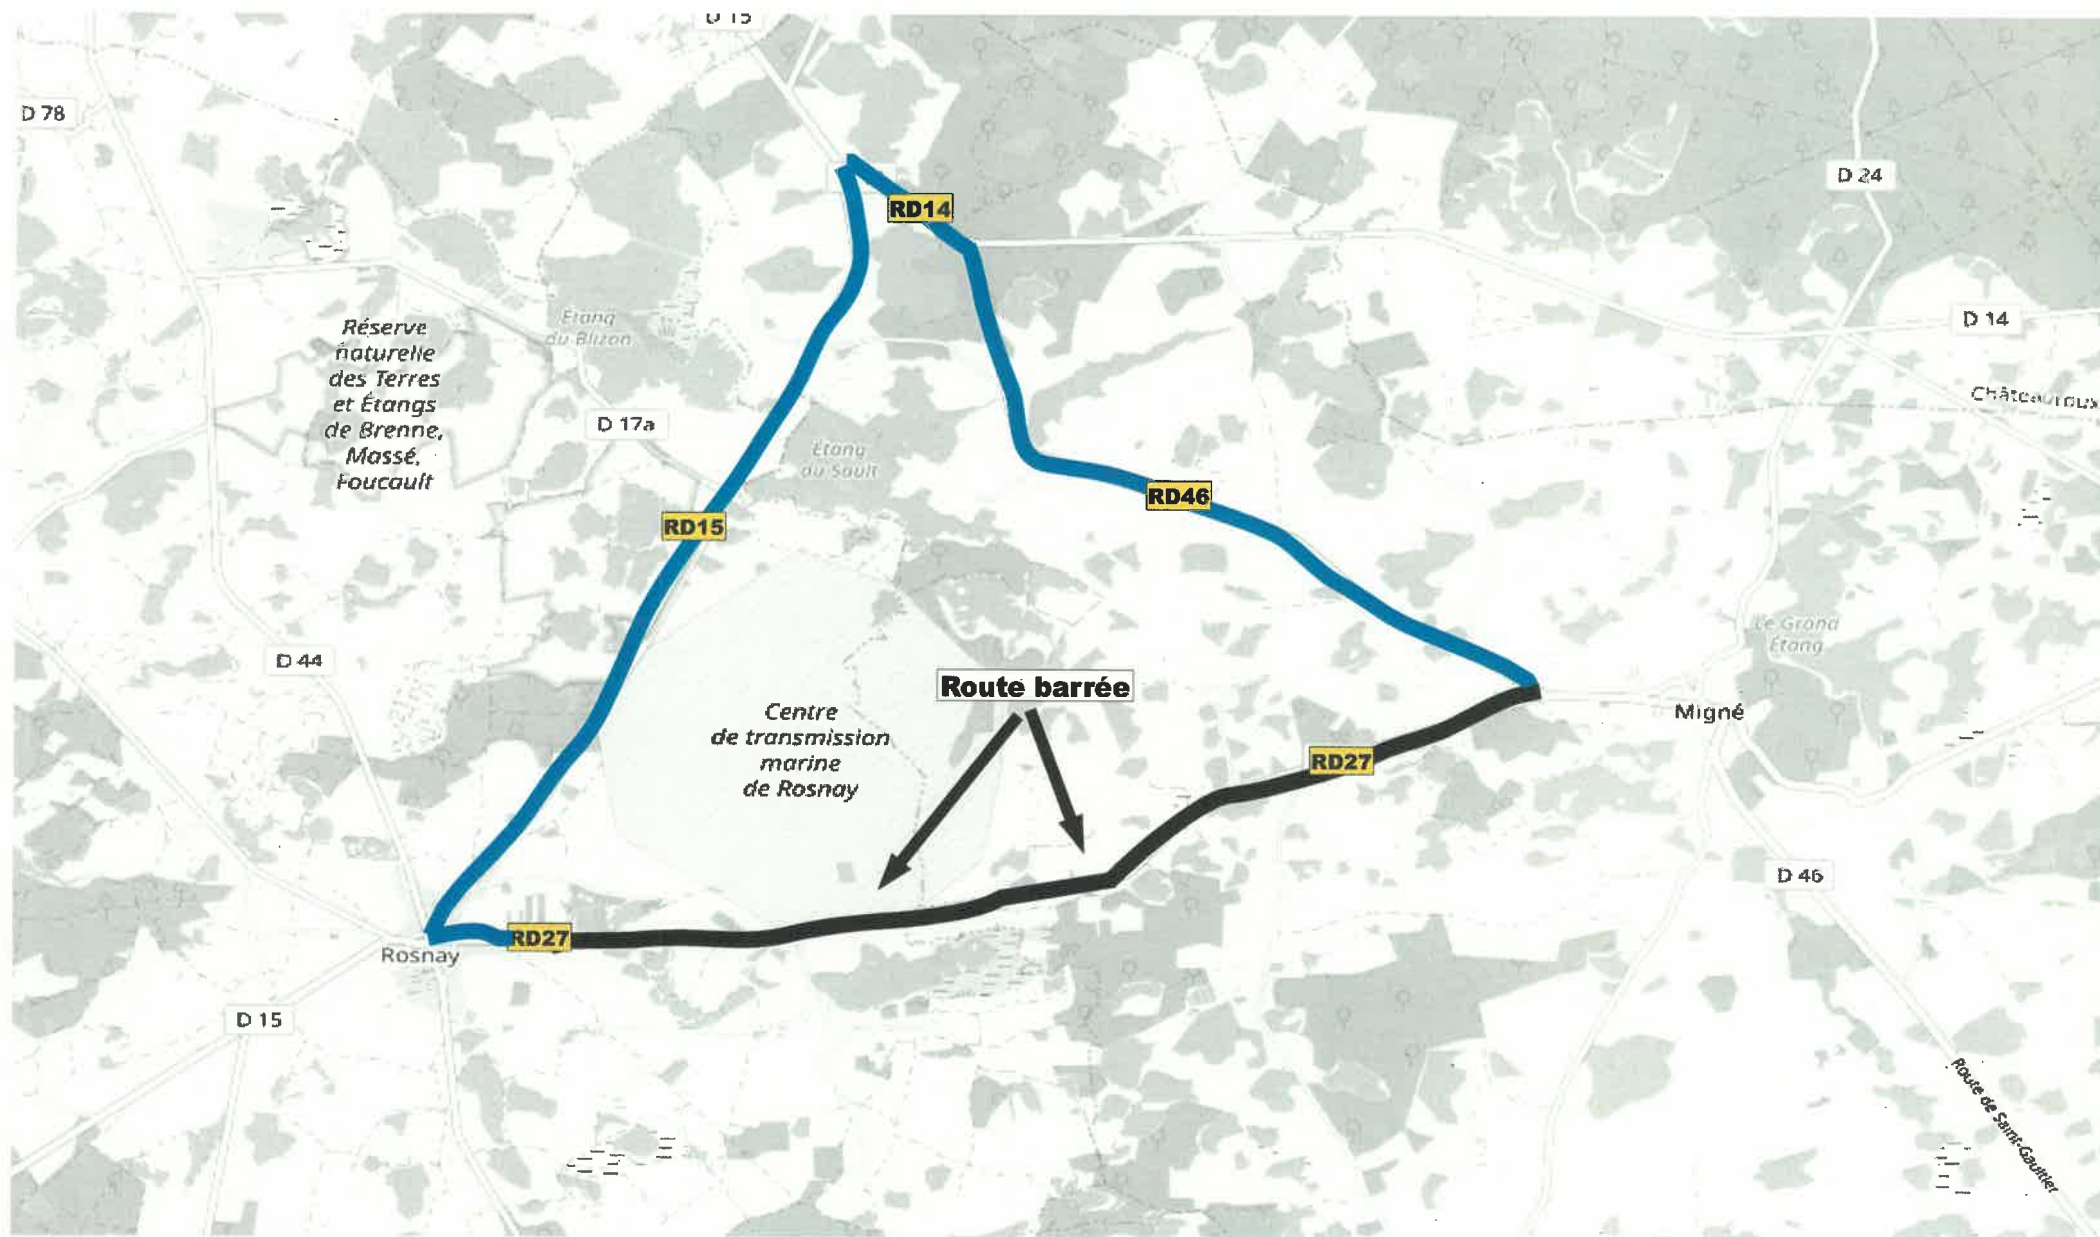 D 15
D 78
D 24
RD14
D 14
Réserve
naturelle
des Terres
et Étangs
de Brenne,
Massé,
Foucault
Étang
du Blizon
Châteauroux
D 17a
Étang
du Sault
RD46
RD15
Le Grand
Étang
D 44
Route barrée
Migné
Centre
de transmission
marine
de Rosnay
RD27
D 46
RD27
Rosnay
D 15
Route de Saint-Gaultier